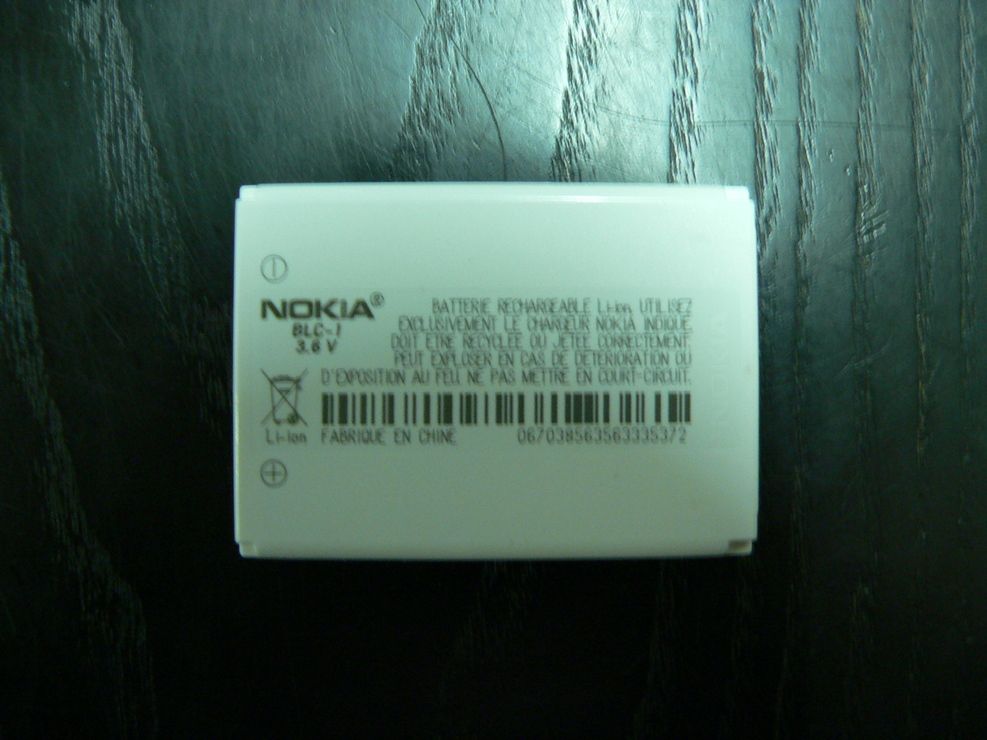 NOKIA®
BLC-1
3.6 V
BATTERIE RECHARGEABLE Li-ion. UTILISEZ
EXCLUSIVEMENT LE CHARGEUR NOKIA INDIQUE.
DOIT ETRE RECYCLEE OU JETEE CORRECTEMENT.
PEUT EXPLOSER EN CAS DE DETERIORATION OU
D'EXPOSITION AU FEU. NE PAS METTRE EN COURT-CIRCUIT.
Li-ion FABRIQUE EN CHINE 0670385635633353​72